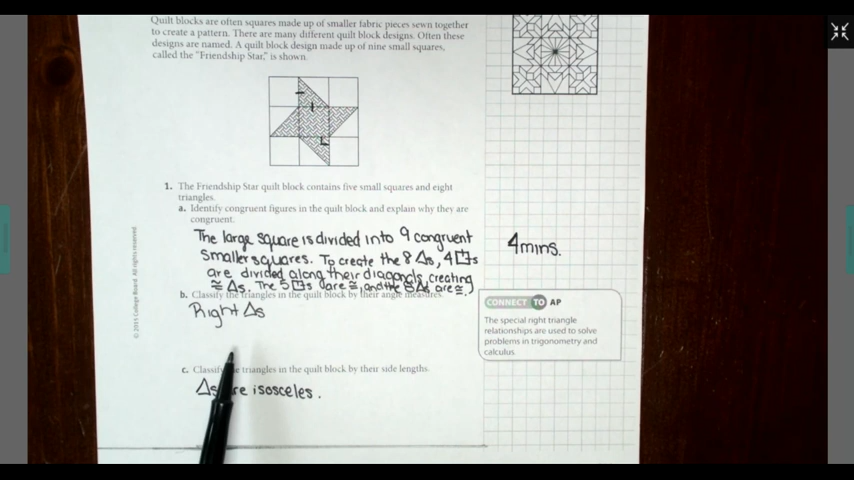 Quilt blocks are often squares made up of smaller fabric pieces sewn together
to create a pattern. There are many different quilt block designs. Often these
designs are named. A quilt block design made up of nine small squares,
called the "Friendship Star," is shown.
1. The Friendship Star quilt block contains five small squares and eight
triangles.
a. Identify congruent figures in the quilt block and explain why they are
congruent.
The large square is divided into 9 congruent
smaller squares. To create the 8 Δs, 4 □s
are divided along their diagonals creating
≅ Δs. The 5 □s are ≅, and the 8 Δs are ≅.
b. Classify the triangles in the quilt block by their angle measures.
Right Δs
c. Classify triangles in the quilt block by their side lengths.
Δs are isosceles.
4mins.
CONNECT TO AP
The special right triangle
relationships are used to solve
problems in trigonometry and
calculus.
© 2015 College Board. All rights reserved.